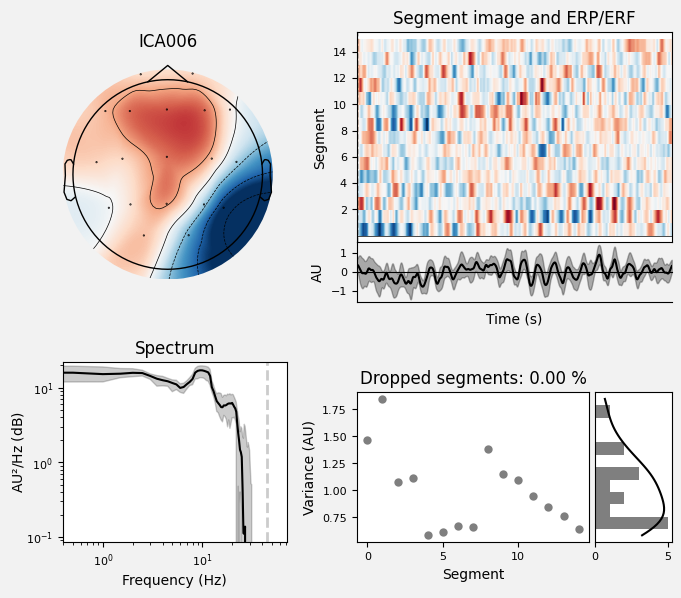 ICA006
Segment image and ERP/ERF
Segment
14
12
10
8
6
4
2
AU
1
0
−1
Time (s)
Spectrum
AU²/Hz (dB)
10¹
10⁰
10⁻¹
10⁰
10¹
Frequency (Hz)
Dropped segments: 0.00 %
Variance (AU)
1.75
1.50
1.25
1.00
0.75
0
5
10
Segment
0
5